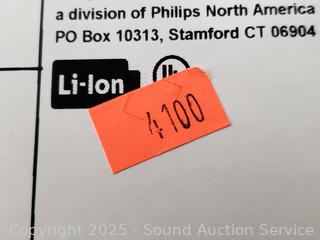 a division of Philips North America
PO Box 10313, Stamford CT 06904
Li-Ion
4100
Copyright 2025 - Sound Auction Service